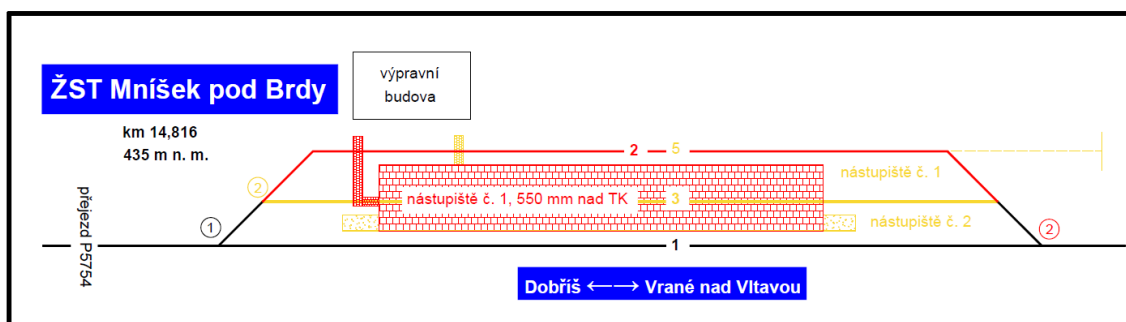 ŽST Mníšek pod Brdy
km 14,816
435 m n. m.
výpravní
budova
přejezd P5754
2 5
nástupiště č. 1
2
nástupiště č. 1, 550 mm nad TK 3
nástupiště č. 2
1
2
1
Dobříš ←→ Vrané nad Vltavou